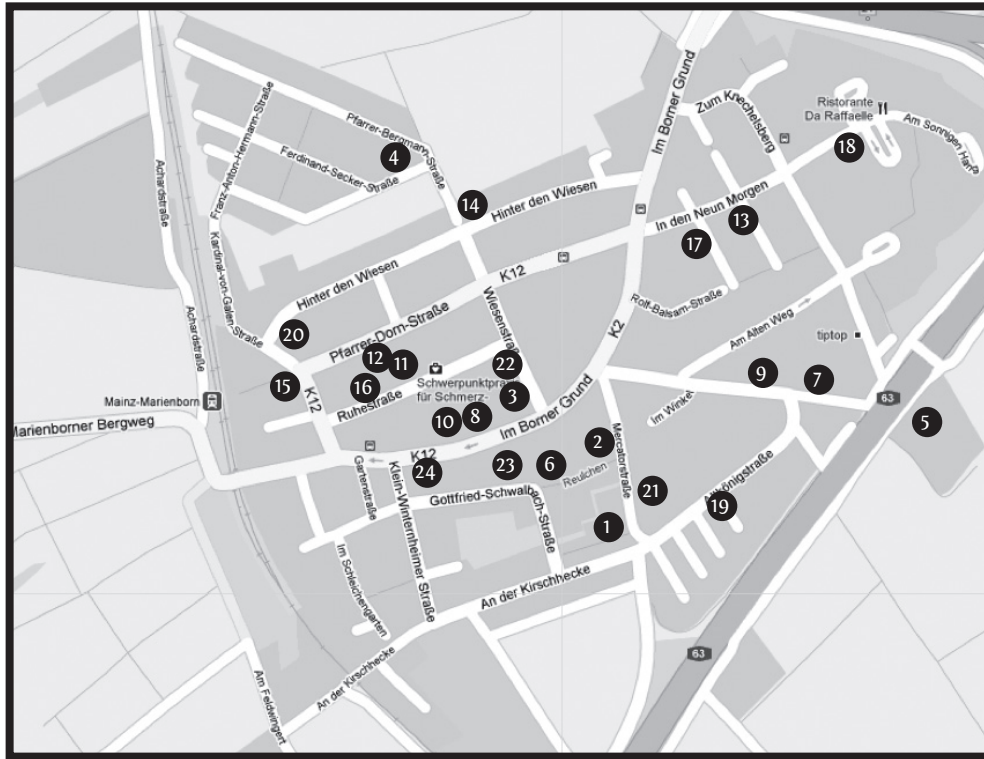 Im Borner Grund
Zum Knechelsberg
Ristorante
Da Raffaelle
Am Sonnigen Hang
18
Pfarrer-Bergmann-Straße
4
Ferdinand-Secker-Straße
Franz-Anton-Hermann-Straße
Achardstraße
14
Hinter den Wiesen
In den Neun Morgen
13
17
Kardinal-von-Galen-Straße
K12
Hinter den Wiesen
Rolf-Balsam-Straße
Achardstraße
20
Pfarrer-Dorn-Straße
Wiesenstraße
K2
Am Alten Weg
tiptop
12
11
22
9
7
15
16
Schwerpunktpraxis
für Schmerz-
3
63
Mainz-Marienborn
K12
Ruhestraße
5
Marienborner Bergweg
10
8
Im Borner Grund
Im Winkel
2
K12
Mercatorstraße
24
23
6
Reulchen
Gartenstraße
Klein-Winternheimer Straße
Gottfried-Schwalbach-Straße
21
Altkönigstraße
19
1
Im Schleichengarten
An der Kirschhecke
63
An der Kirschhecke
Am Feldwingert